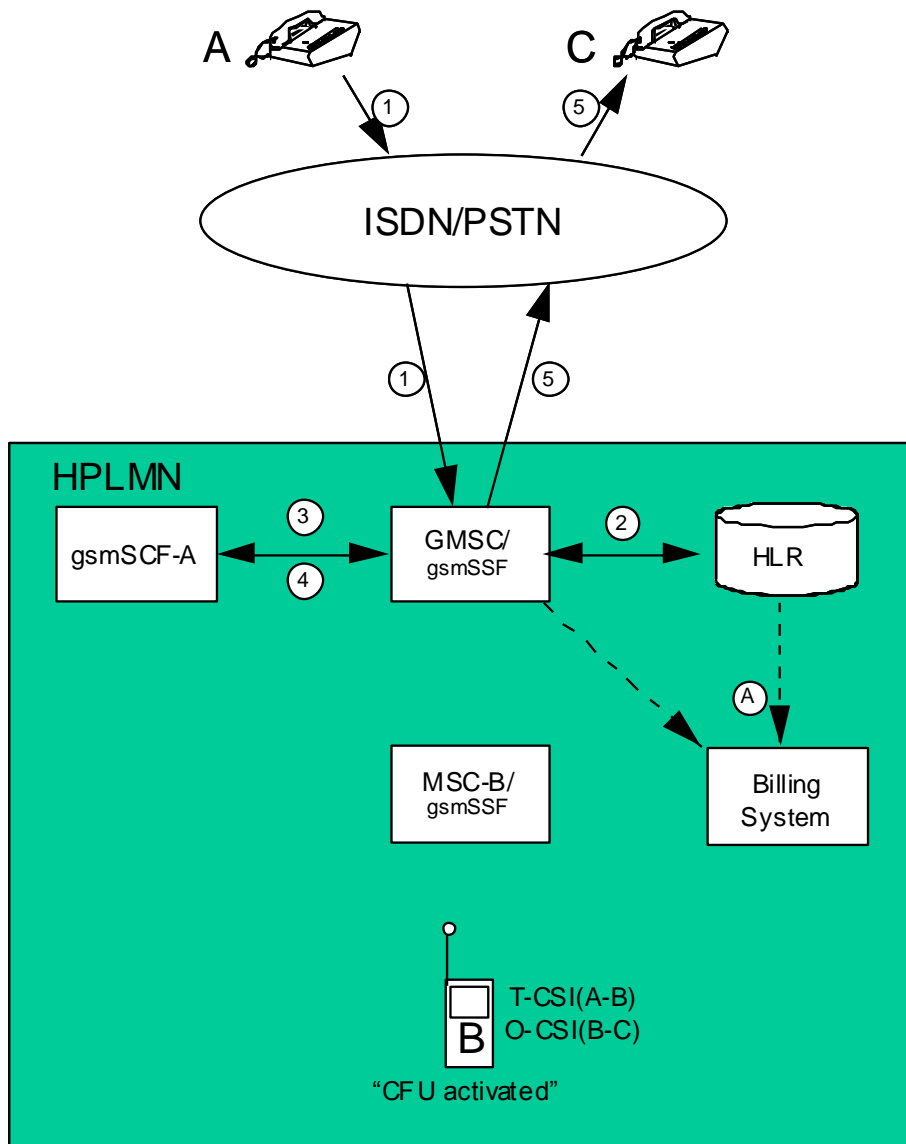 A
C
1
5
ISDN/PSTN
1
5
HPLMN
3
2
gsmSCF-A
GMSC/
gsmSSF
HLR
4
A
MSC-B/
gsmSSF
Billing
System
T-CSI(A-B)
B
O-CSI(B-C)
“CFU activated”